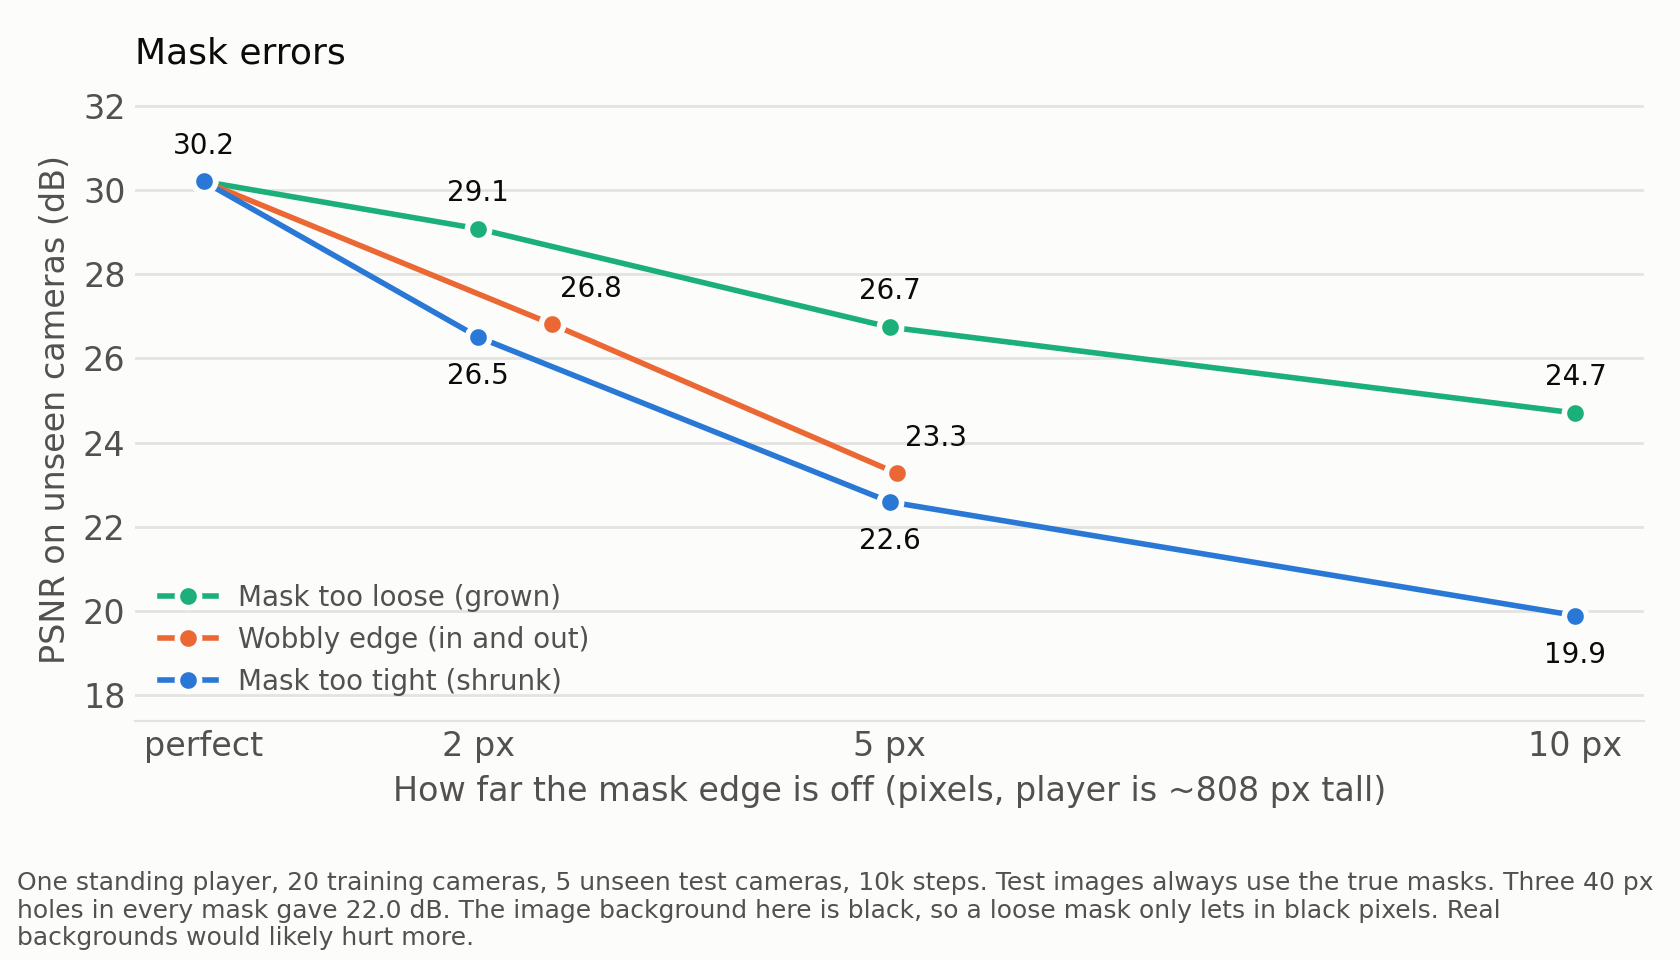 Mask errors
PSNR on unseen cameras (dB)
32
30
28
26
24
22
20
18
30.2
29.1
26.8
26.7
26.5
24.7
23.3
22.6
19.9
Mask too loose (grown)
Wobbly edge (in and out)
Mask too tight (shrunk)
perfect
2 px
5 px
10 px
How far the mask edge is off (pixels, player is ~808 px tall)
One standing player, 20 training cameras, 5 unseen test cameras, 10k steps. Test images always use the true masks. Three 40 px
holes in every mask gave 22.0 dB. The image background here is black, so a loose mask only lets in black pixels. Real
backgrounds would likely hurt more.